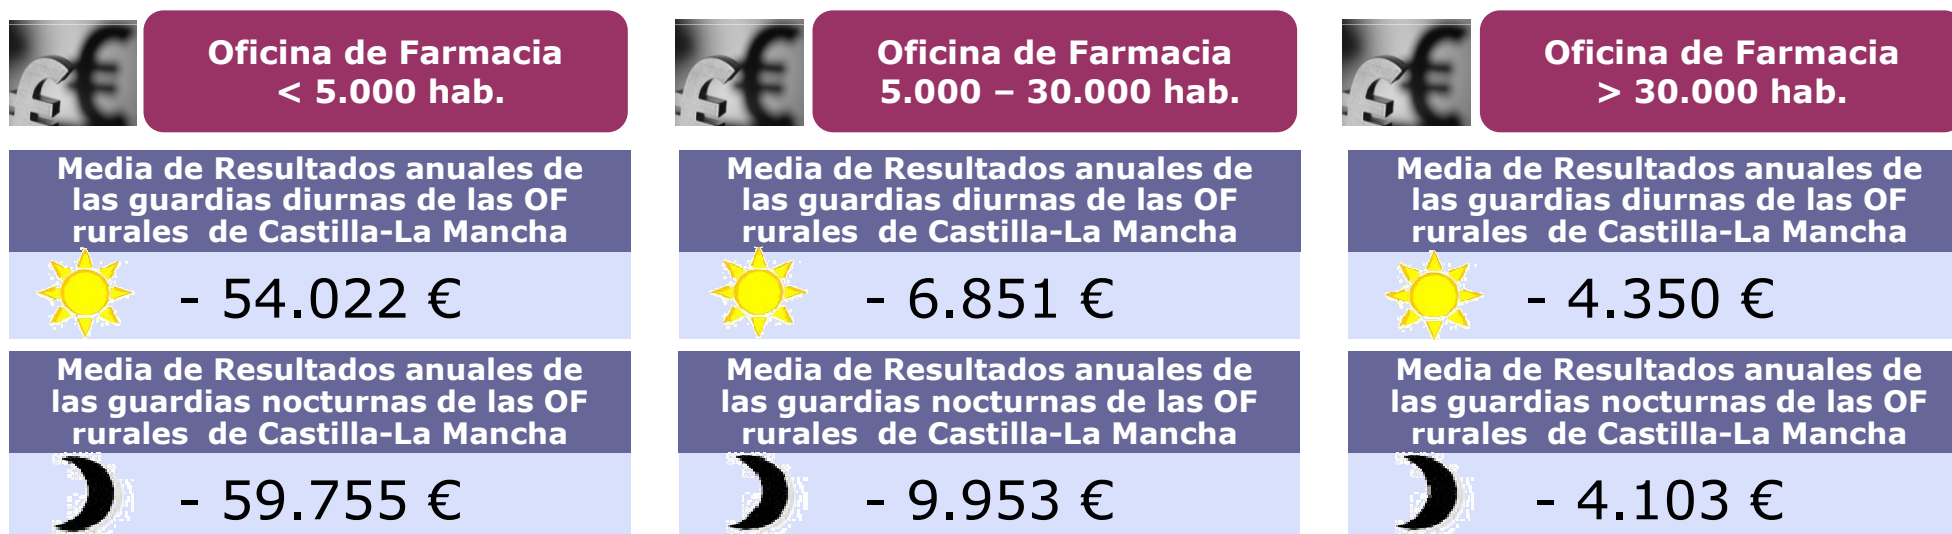 Oficina de Farmacia
< 5.000 hab.
Media de Resultados anuales de
las guardias diurnas de las OF
rurales de Castilla-La Mancha
- 54.022 €
Media de Resultados anuales de
las guardias nocturnas de las OF
rurales de Castilla-La Mancha
- 59.755 €
Oficina de Farmacia
5.000 – 30.000 hab.
Media de Resultados anuales de
las guardias diurnas de las OF
rurales de Castilla-La Mancha
- 6.851 €
Media de Resultados anuales de
las guardias nocturnas de las OF
rurales de Castilla-La Mancha
- 9.953 €
Oficina de Farmacia
> 30.000 hab.
Media de Resultados anuales de
las guardias diurnas de las OF
rurales de Castilla-La Mancha
- 4.350 €
Media de Resultados anuales de
las guardias nocturnas de las OF
rurales de Castilla-La Mancha
- 4.103 €